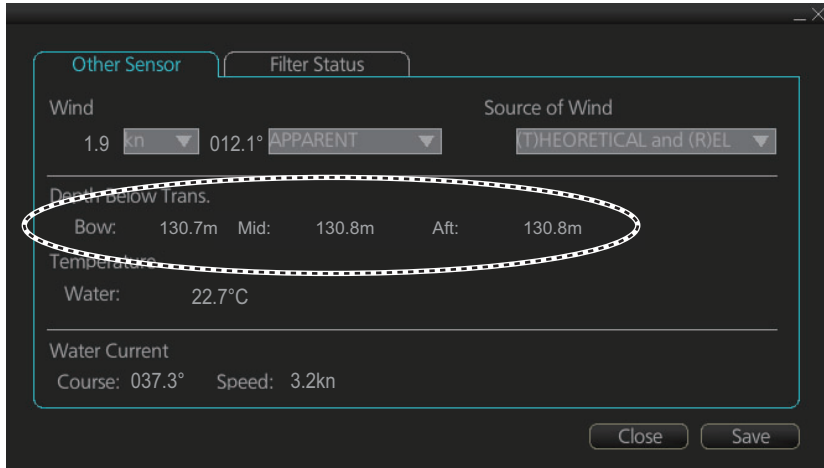 Other Sensor Filter Status
Wind Source of Wind
1.9 kn 012.1° APPARENT (T)HEORETICAL and (R)EL
Depth Below Trans.
Bow: 130.7m Mid: 130.8m Aft: 130.8m
Temperature
Water: 22.7°C
Water Current
Course: 037.3° Speed: 3.2kn
Close Save